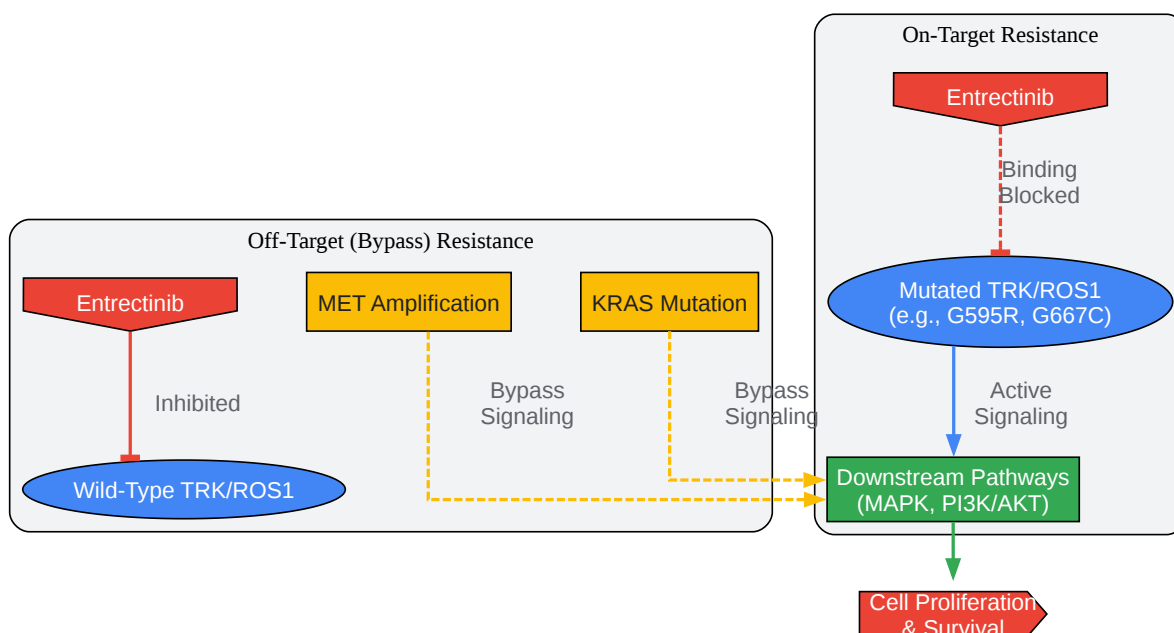 On-Target Resistance
Entrectinib
Binding
Blocked
Off-Target (Bypass) Resistance
Entrectinib
MET Amplification
KRAS Mutation
Mutated TRK/ROS1
(e.g., G595R, G667C)
Inhibited
Bypass
Signaling
Bypass
Signaling
Active
Signaling
Wild-Type TRK/ROS1
Downstream Pathways
(MAPK, PI3K/AKT)
Cell Proliferation
& Survival